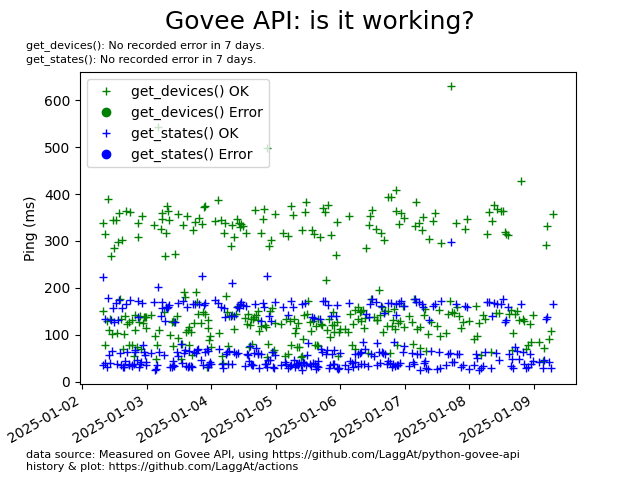 Govee API: is it working?
get_devices(): No recorded error in 7 days.
get_states(): No recorded error in 7 days.
get_devices() OK
get_devices() Error
get_states() OK
get_states() Error
Ping (ms)
600
500
400
300
200
100
0
2025-01-02
2025-01-03
2025-01-04
2025-01-05
2025-01-06
2025-01-07
2025-01-08
2025-01-09
data source: Measured on Govee API, using https://github.com/LaggAt/python-govee-api
history & plot: https://github.com/LaggAt/actions